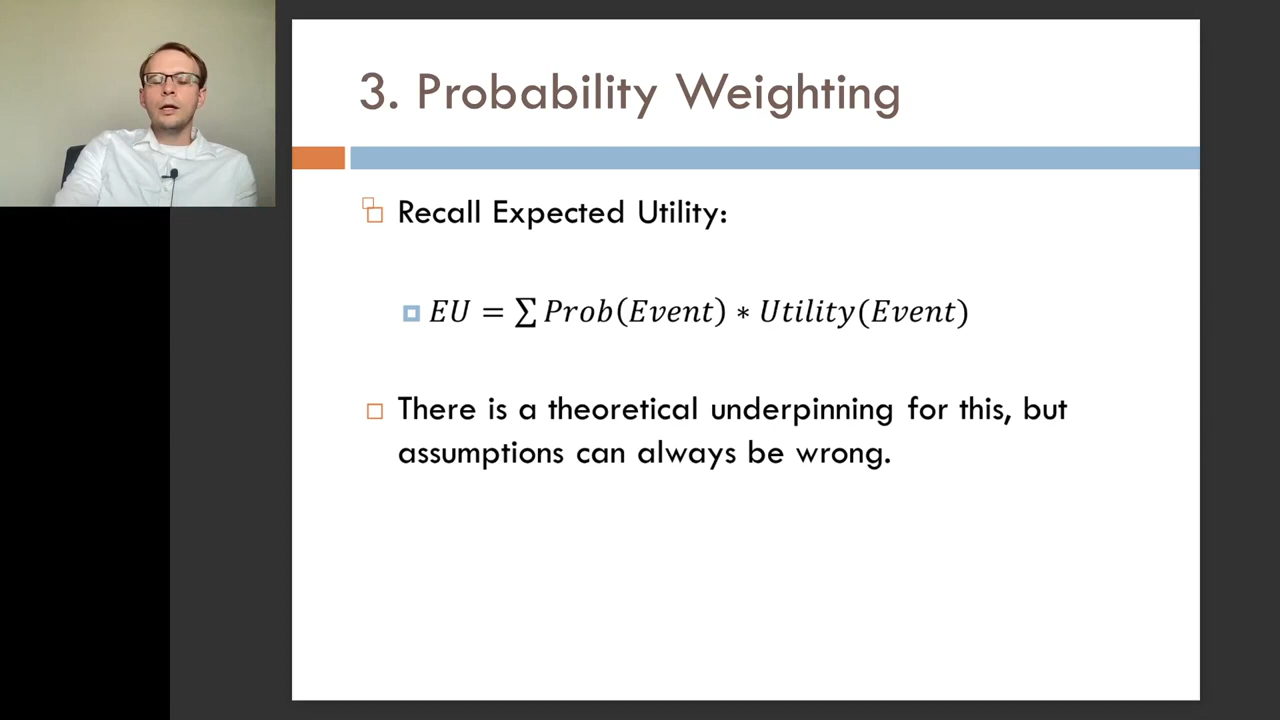 3. Probability Weighting
Recall Expected Utility:
EU = ∑ Prob(Event) ∗ Utility(Event)
There is a theoretical underpinning for this, but
assumptions can always be wrong.